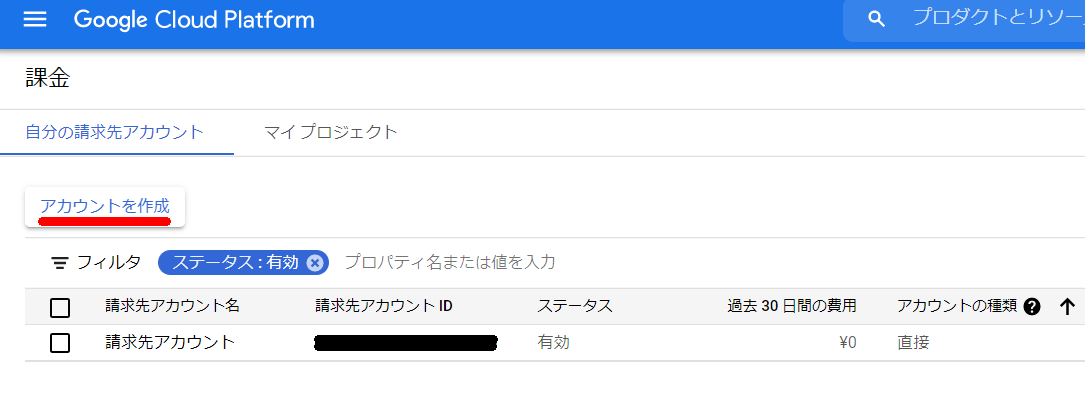 Google Cloud Platform
プロダクトとリソー
課金
自分の請求先アカウント マイ プロジェクト
アカウントを作成
フィルタ ステータス : 有効 プロパティ名または値を入力
請求先アカウント名 請求先アカウント ID ステータス 過去 30 日間の費用 アカウントの種類
請求先アカウント 有効 ¥0 直接